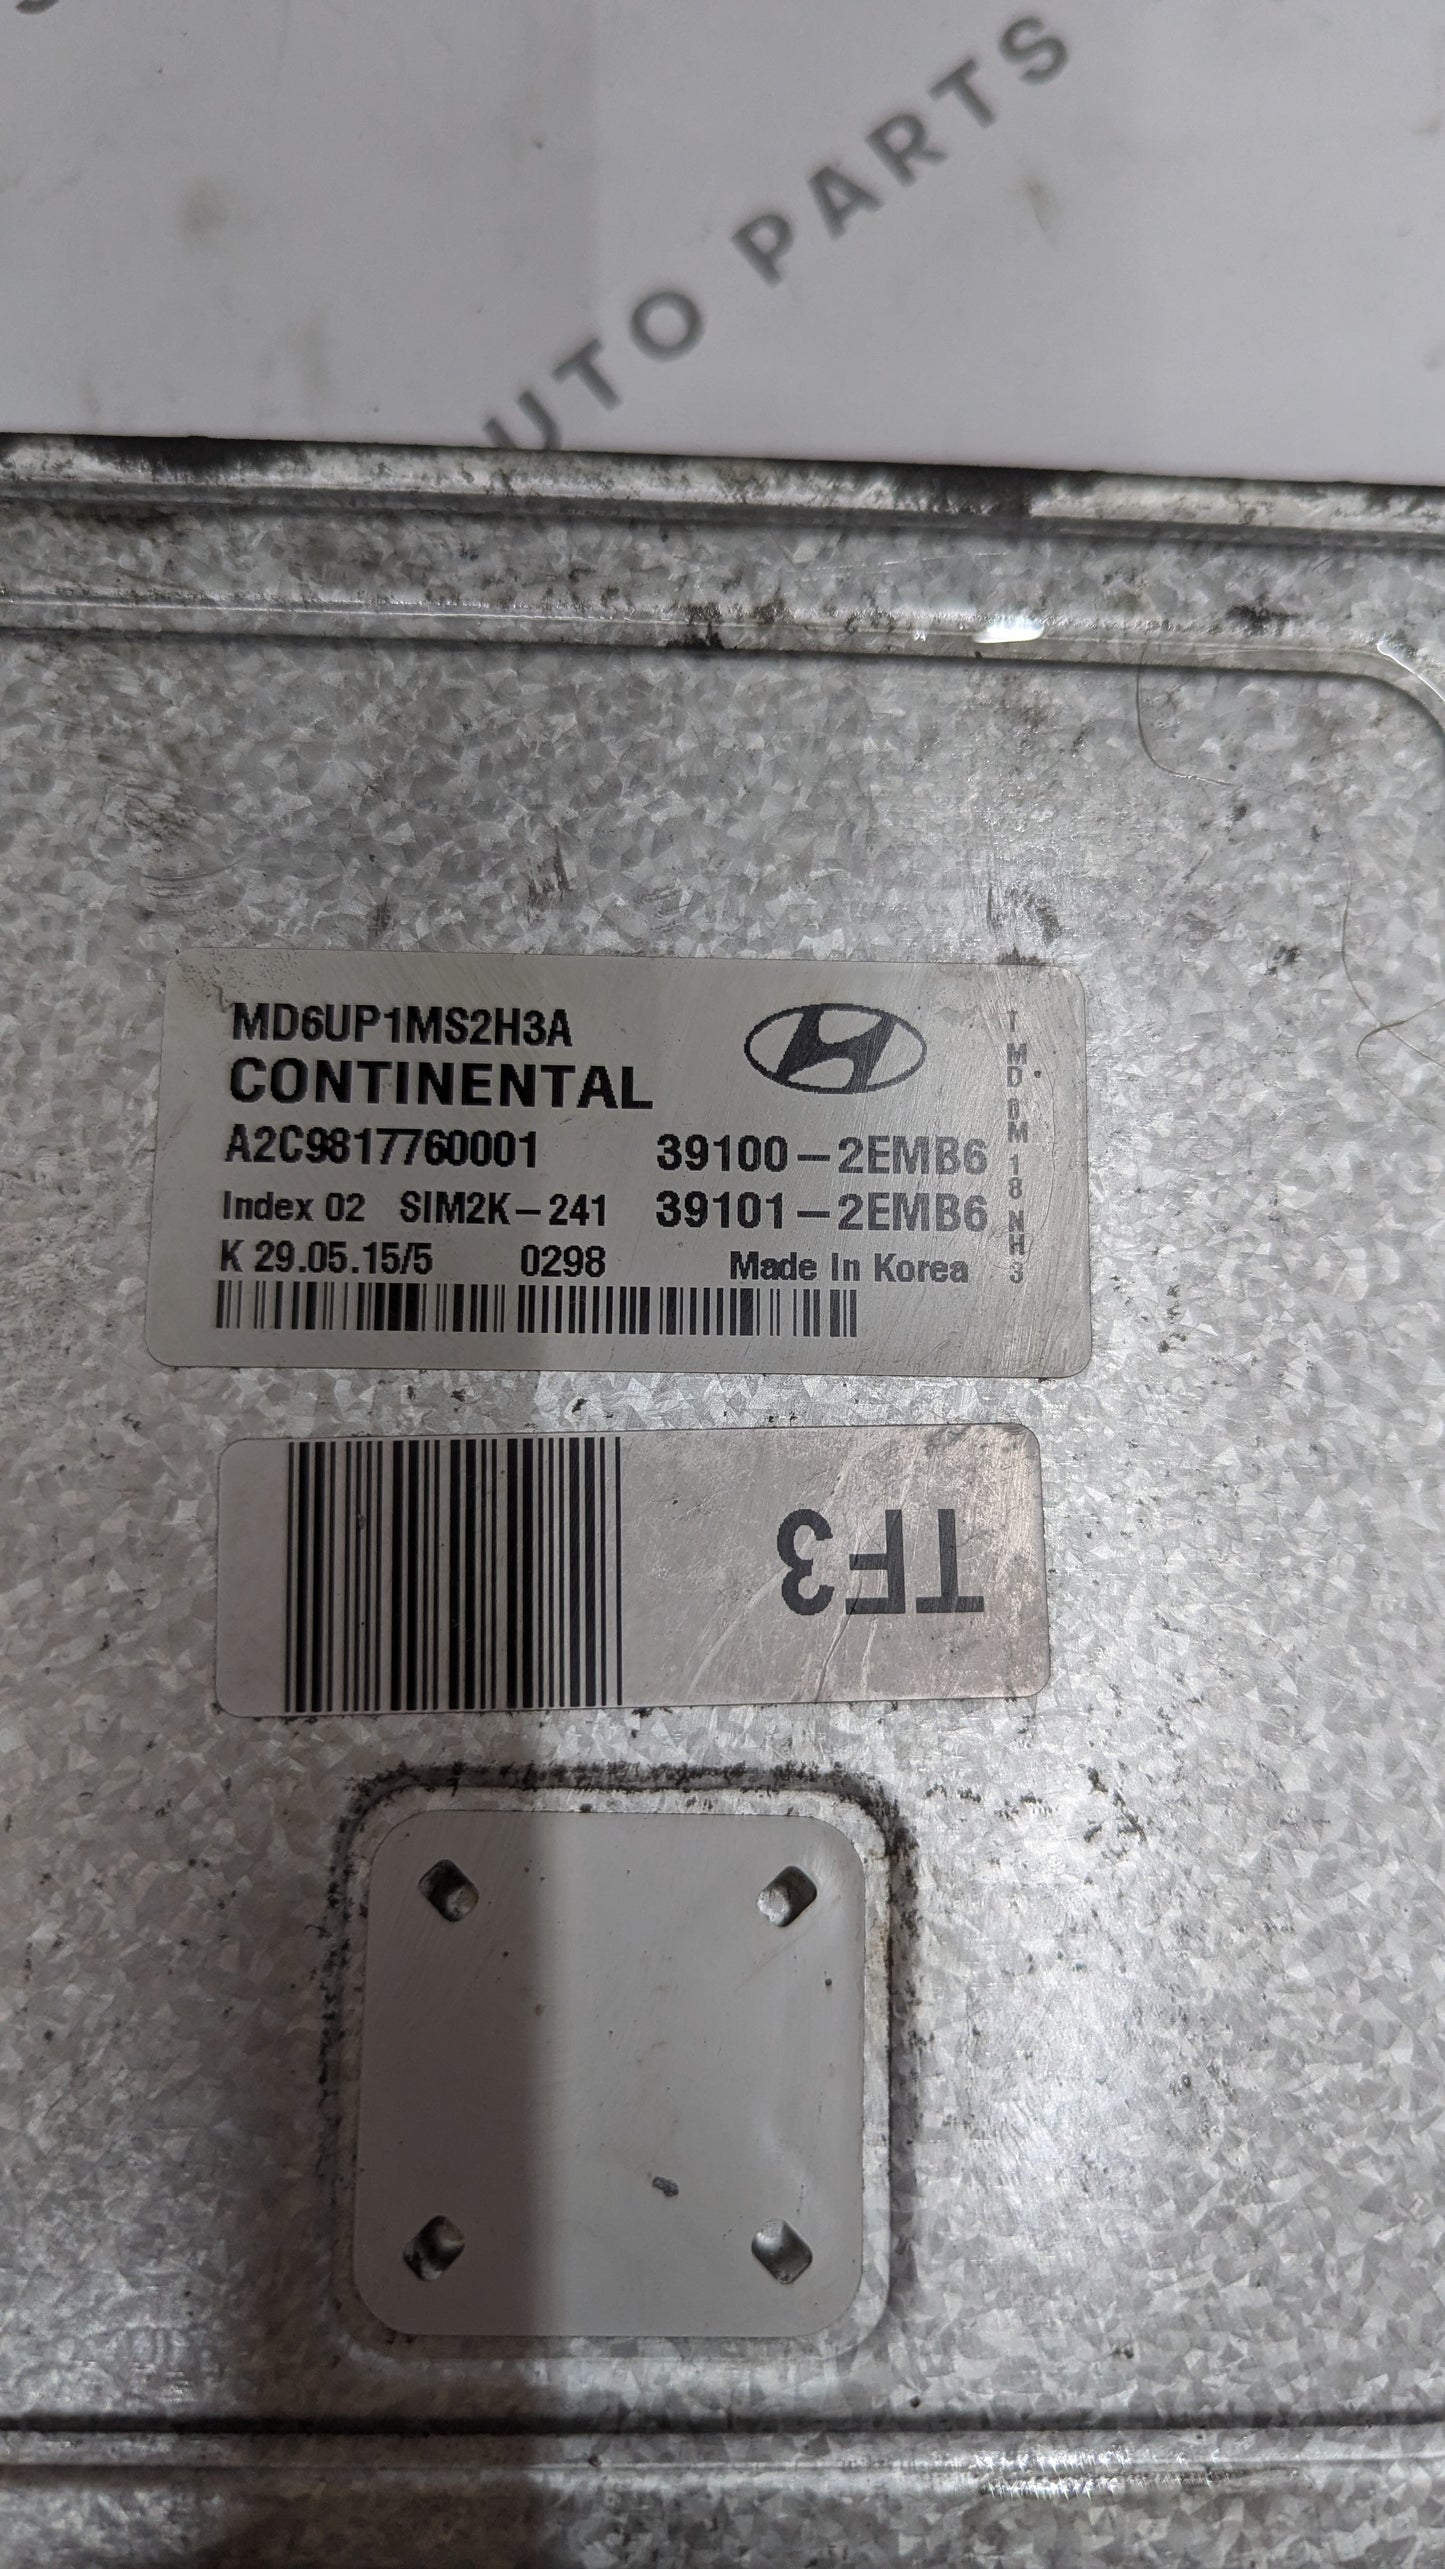 UTO PARTS
MD6UP1MS2H3A
CONTINENTAL
A2C9817760001 39100-2EMB6
Index 02 SIM2K-241 39101-2EMB6
K 29.05.15/5 0298 Made In Korea
TF3